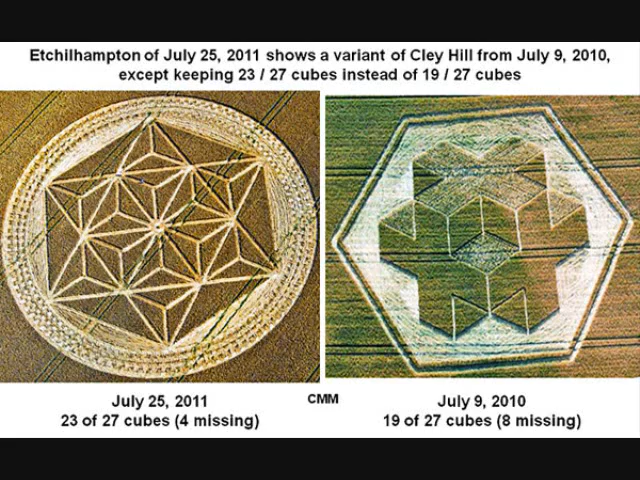 Etchilhampton of July 25, 2011 shows a variant of Cley Hill from July 9, 2010,
except keeping 23 / 27 cubes instead of 19 / 27 cubes
July 25, 2011
23 of 27 cubes (4 missing)
CMM
July 9, 2010
19 of 27 cubes (8 missing)